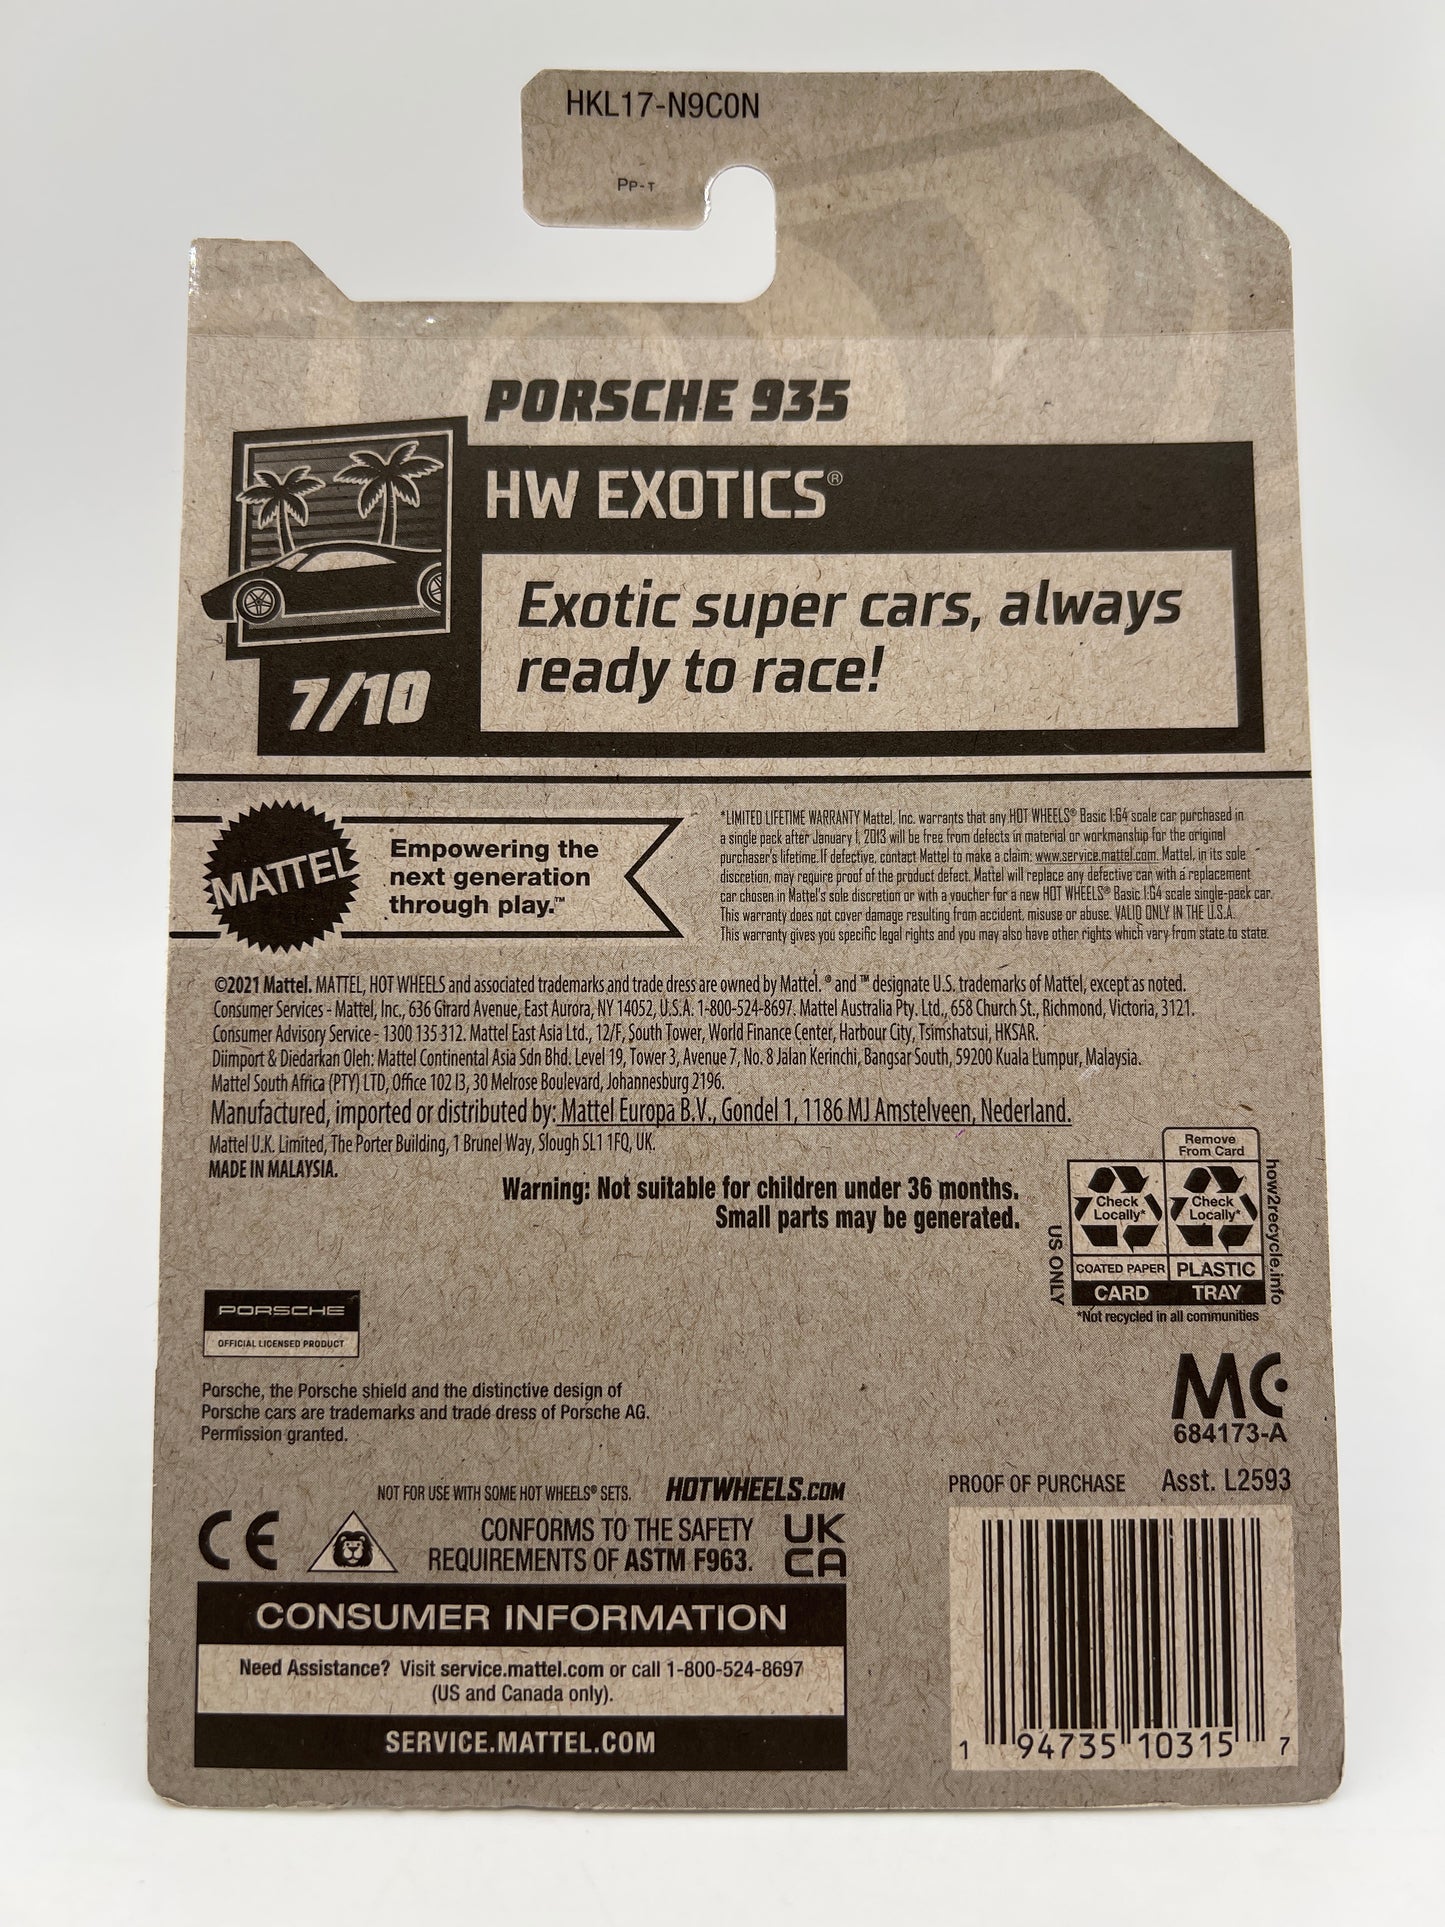 HKL17-N9C0N
PP-T
PORSCHE 935
HW EXOTICS®
Exotic super cars, always
ready to race!
7/10
MATTEL
Empowering the
next generation
through play.™
*LIMITED LIFETIME WARRANTY Mattel, Inc. warrants that any HOT WHEELS® Basic 1:64 scale car purchased in
a single pack after January 1, 2013 will be free from defects in material or workmanship for the original
purchaser's lifetime. If defective, contact Mattel to make a claim: www.service.mattel.com. Mattel, in its sole
discretion, may require proof of the product defect. Mattel will replace any defective car with a replacement
car chosen in Mattel's sole discretion or with a voucher for a new HOT WHEELS® Basic 1:64 scale single-pack car.
This warranty does not cover damage resulting from accident, misuse or abuse. VALID ONLY IN THE U.S.A.
This warranty gives you specific legal rights and you may also have other rights which vary from state to state.
©2021 Mattel. MATTEL, HOT WHEELS and associated trademarks and trade dress are owned by Mattel. ® and ™ designate U.S. trademarks of Mattel, except as noted.
Consumer Services - Mattel, Inc., 636 Girard Avenue, East Aurora, NY 14052, U.S.A. 1-800-524-8697. Mattel Australia Pty. Ltd., 658 Church St., Richmond, Victoria, 3121.
Consumer Advisory Service - 1300 135 312. Mattel East Asia Ltd., 12/F, South Tower, World Finance Center, Harbour City, Tsimshatsui, HKSAR.
Diimport & Diedarkan Oleh: Mattel Continental Asia Sdn Bhd. Level 19, Tower 3, Avenue 7, No. 8 Jalan Kerinchi, Bangsar South, 59200 Kuala Lumpur, Malaysia.
Mattel South Africa (PTY) LTD, Office 102 I3, 30 Melrose Boulevard, Johannesburg 2196.
Manufactured, imported or distributed by: Mattel Europa B.V., Gondel 1, 1186 MJ Amstelveen, Nederland.
Mattel U.K. Limited, The Porter Building, 1 Brunel Way, Slough SL1 1FQ, UK.
MADE IN MALAYSIA.
Warning: Not suitable for children under 36 months.
Small parts may be generated.
Remove
From Card
Check
Locally*
Check
Locally*
COATED PAPER
PLASTIC
CARD
TRAY
US ONLY
how2recycle.info
*Not recycled in all communities
PORSCHE
OFFICIAL LICENSED PRODUCT
Porsche, the Porsche shield and the distinctive design of
Porsche cars are trademarks and trade dress of Porsche AG.
Permission granted.
MC
684173-A
NOT FOR USE WITH SOME HOT WHEELS® SETS.
HOTWHEELS.COM
PROOF OF PURCHASE
Asst. L2593
CE
CONFORMS TO THE SAFETY
REQUIREMENTS OF ASTM F963.
UK
CA
CONSUMER INFORMATION
Need Assistance? Visit service.mattel.com or call 1-800-524-8697
(US and Canada only).
SERVICE.MATTEL.COM
1 94735 10315 7